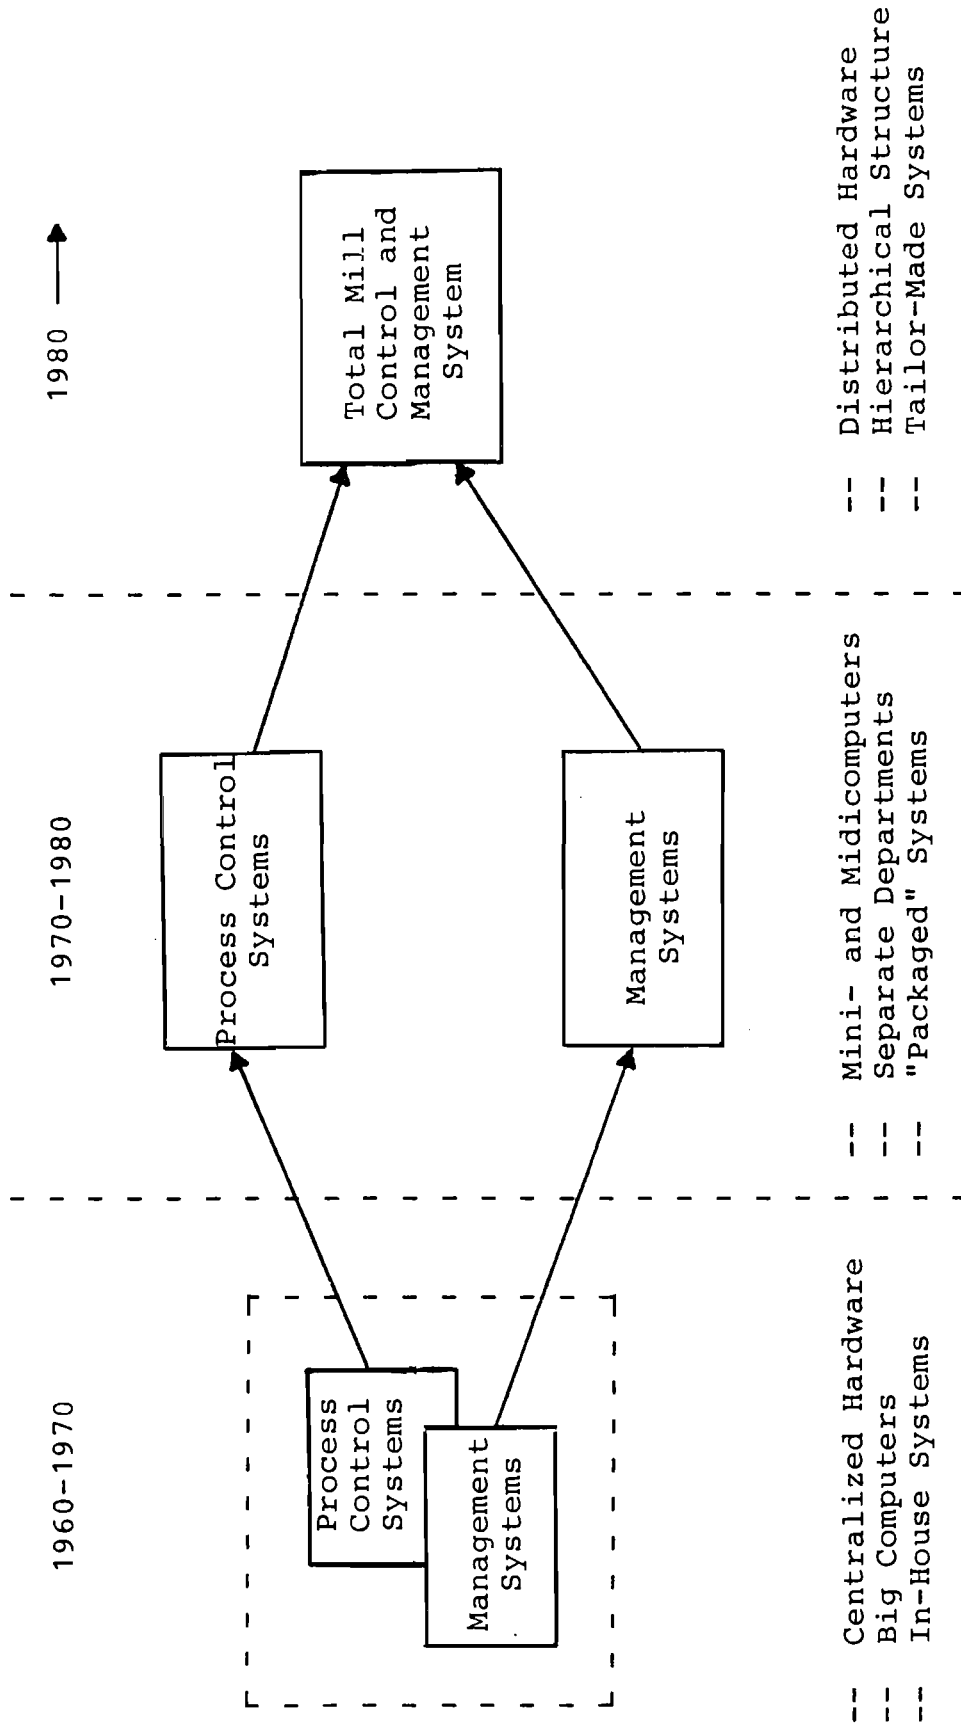 1960-1970
1970-1980
1980
Process
Control
Systems
Management
Systems
Process Control
Systems
Management
Systems
Total Mill
Control and
Management
System
-- Centralized Hardware
-- Big Computers
-- In-House Systems
-- Mini- and Midicomputers
-- Separate Departments
-- "Packaged" Systems
-- Distributed Hardware
-- Hierarchical Structure
-- Tailor-Made Systems